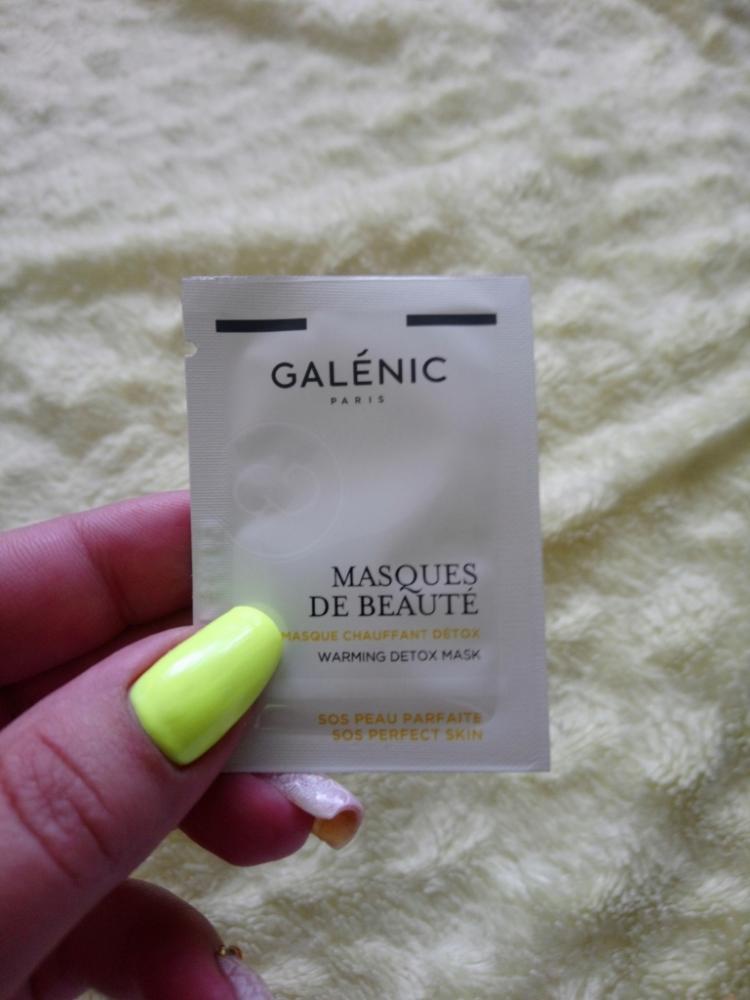 GALÉNIC
PARIS
MASQUES
DE BEAUTÉ
MASQUE CHAUFFANT DÉTOX
WARMING DETOX MASK
SOS PEAU PARFAITE
SOS PERFECT SKIN